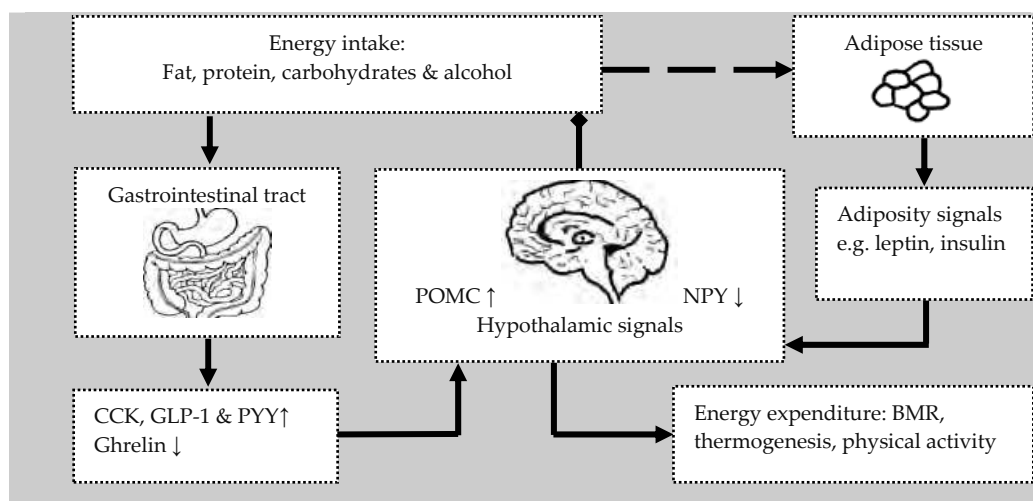 Energy intake:
Fat, protein, carbohydrates & alcohol
Adipose tissue
Gastrointestinal tract
Adiposity signals
e.g. leptin, insulin
POMC ↑
NPY ↓
Hypothalamic signals
CCK, GLP-1 & PYY↑
Ghrelin ↓
Energy expenditure: BMR,
thermogenesis, physical activity